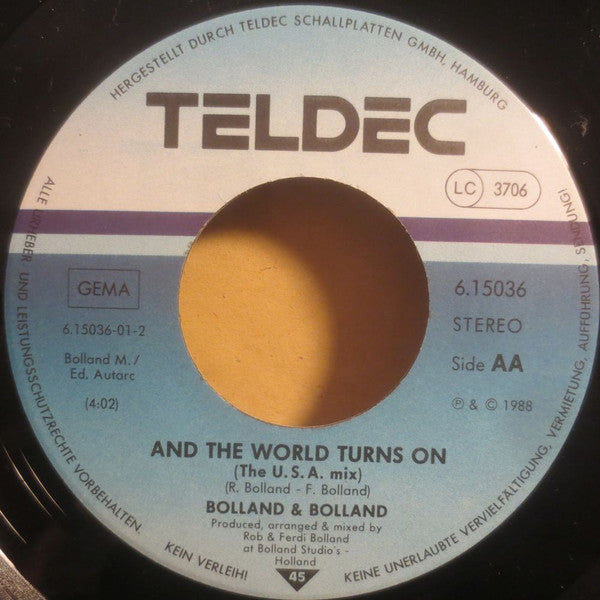 HERGESTELLT DURCH TELDEC SCHALLPLATTEN GMBH, HAMBURG
TELDEC
LC 3706
GEMA
6.15036-01-2
Bolland M./
Ed. Autarc
(4:02)
6.15036
STEREO
Side AA
℗ & © 1988
AND THE WORLD TURNS ON
(The U.S.A. mix)
(R. Bolland - F. Bolland)
BOLLAND & BOLLAND
Produced, arranged & mixed by
Rob & Ferdi Bolland
at Bolland Studio's -
Holland
45
ALLE URHEBER UND LEISTUNGSSCHUTZRECHTE VORBEHALTEN.
KEIN VERLEIH!
KEINE UNERLAUBTE VERVIELFÄLTIGUNG, VERMIETUNG, AUFFÜHRUNG, SENDUNG!